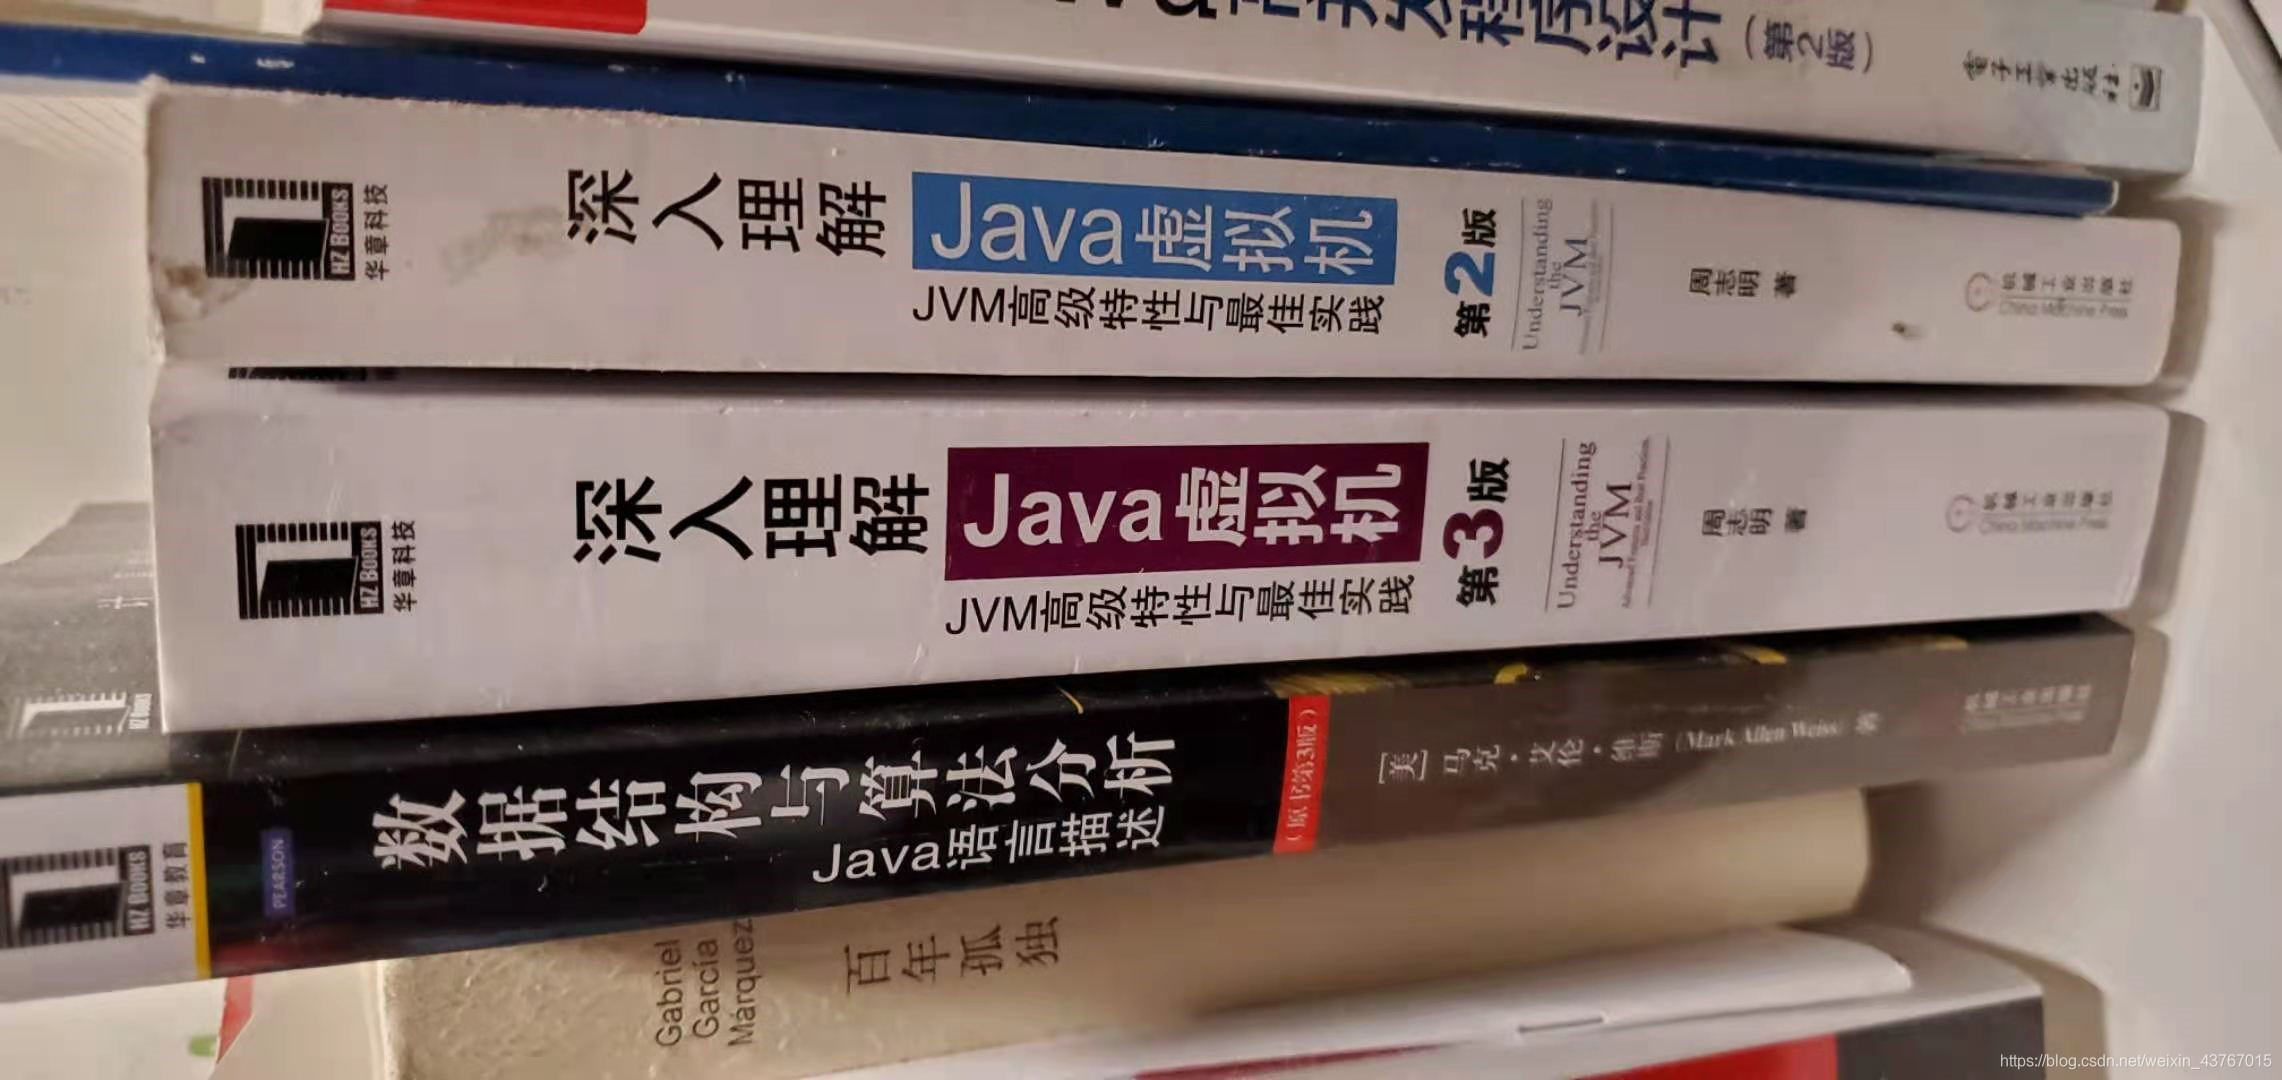 程序设计(第2版)
电子工业出版社
HZ BOOKS
华章科技
深入理解
Java虚拟机
JVM高级特性与最佳实践
第2版
Understanding
the
JVM
周志明 著
机械工业出版社
China Machine Press
HZ BOOKS
华章科技
深入理解
Java虚拟机
JVM高级特性与最佳实践
第3版
Understanding
the
JVM
Advanced Features and Best Practices
周志明 著
机械工业出版社
China Machine Press
HZ BOOKS
HZ BOOKS
华章教育
PEARSON
数据结构与算法分析
Java语言描述
(原书第3版)
[美] 马克·艾伦·维斯 (Mark Allen Weiss) 著
机械工业出版社
Gabriel
García
Márquez
百年孤独
https://blog.csdn.net/weixin_43767015